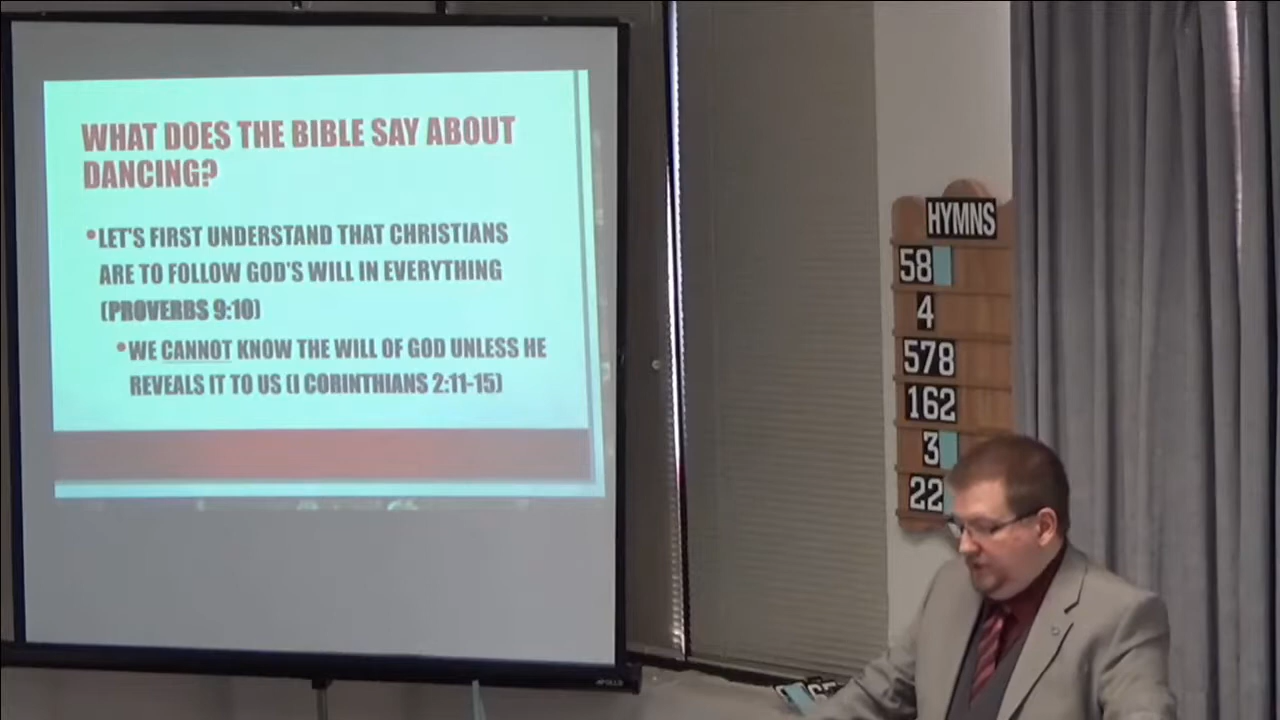 WHAT DOES THE BIBLE SAY ABOUT
DANCING?
•LET'S FIRST UNDERSTAND THAT CHRISTIANS
ARE TO FOLLOW GOD'S WILL IN EVERYTHING
(PROVERBS 9:10)
•WE CANNOT KNOW THE WILL OF GOD UNLESS HE
REVEALS IT TO US (I CORINTHIANS 2:11-15)
HYMNS
58
4
578
162
3
22
APOLLO